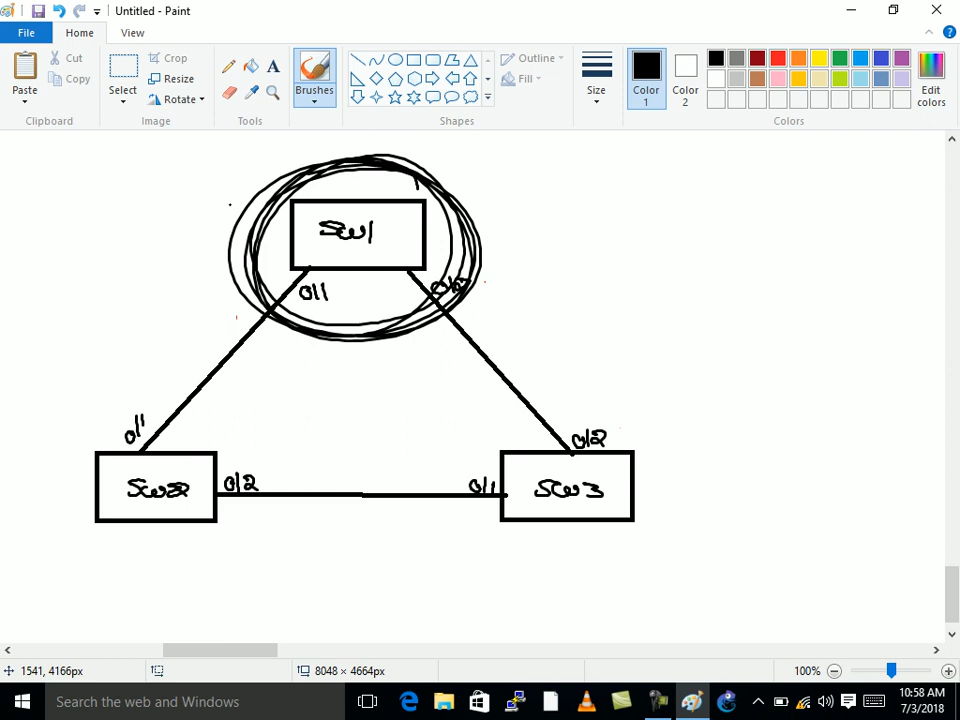 Untitled - Paint
File
Home
View
Paste
Cut
Copy
Clipboard
Select
Crop
Resize
Rotate
Image
A
Tools
Brushes
Shapes
Outline
Fill
Size
Color 1
Color 2
Edit colors
Colors
SW1
0/1
0/1
0/2
SW2
0/2
0/1
SW3
1541, 4166px
8048 × 4664px
100%
Search the web and Windows
10:58 AM
7/3/2018